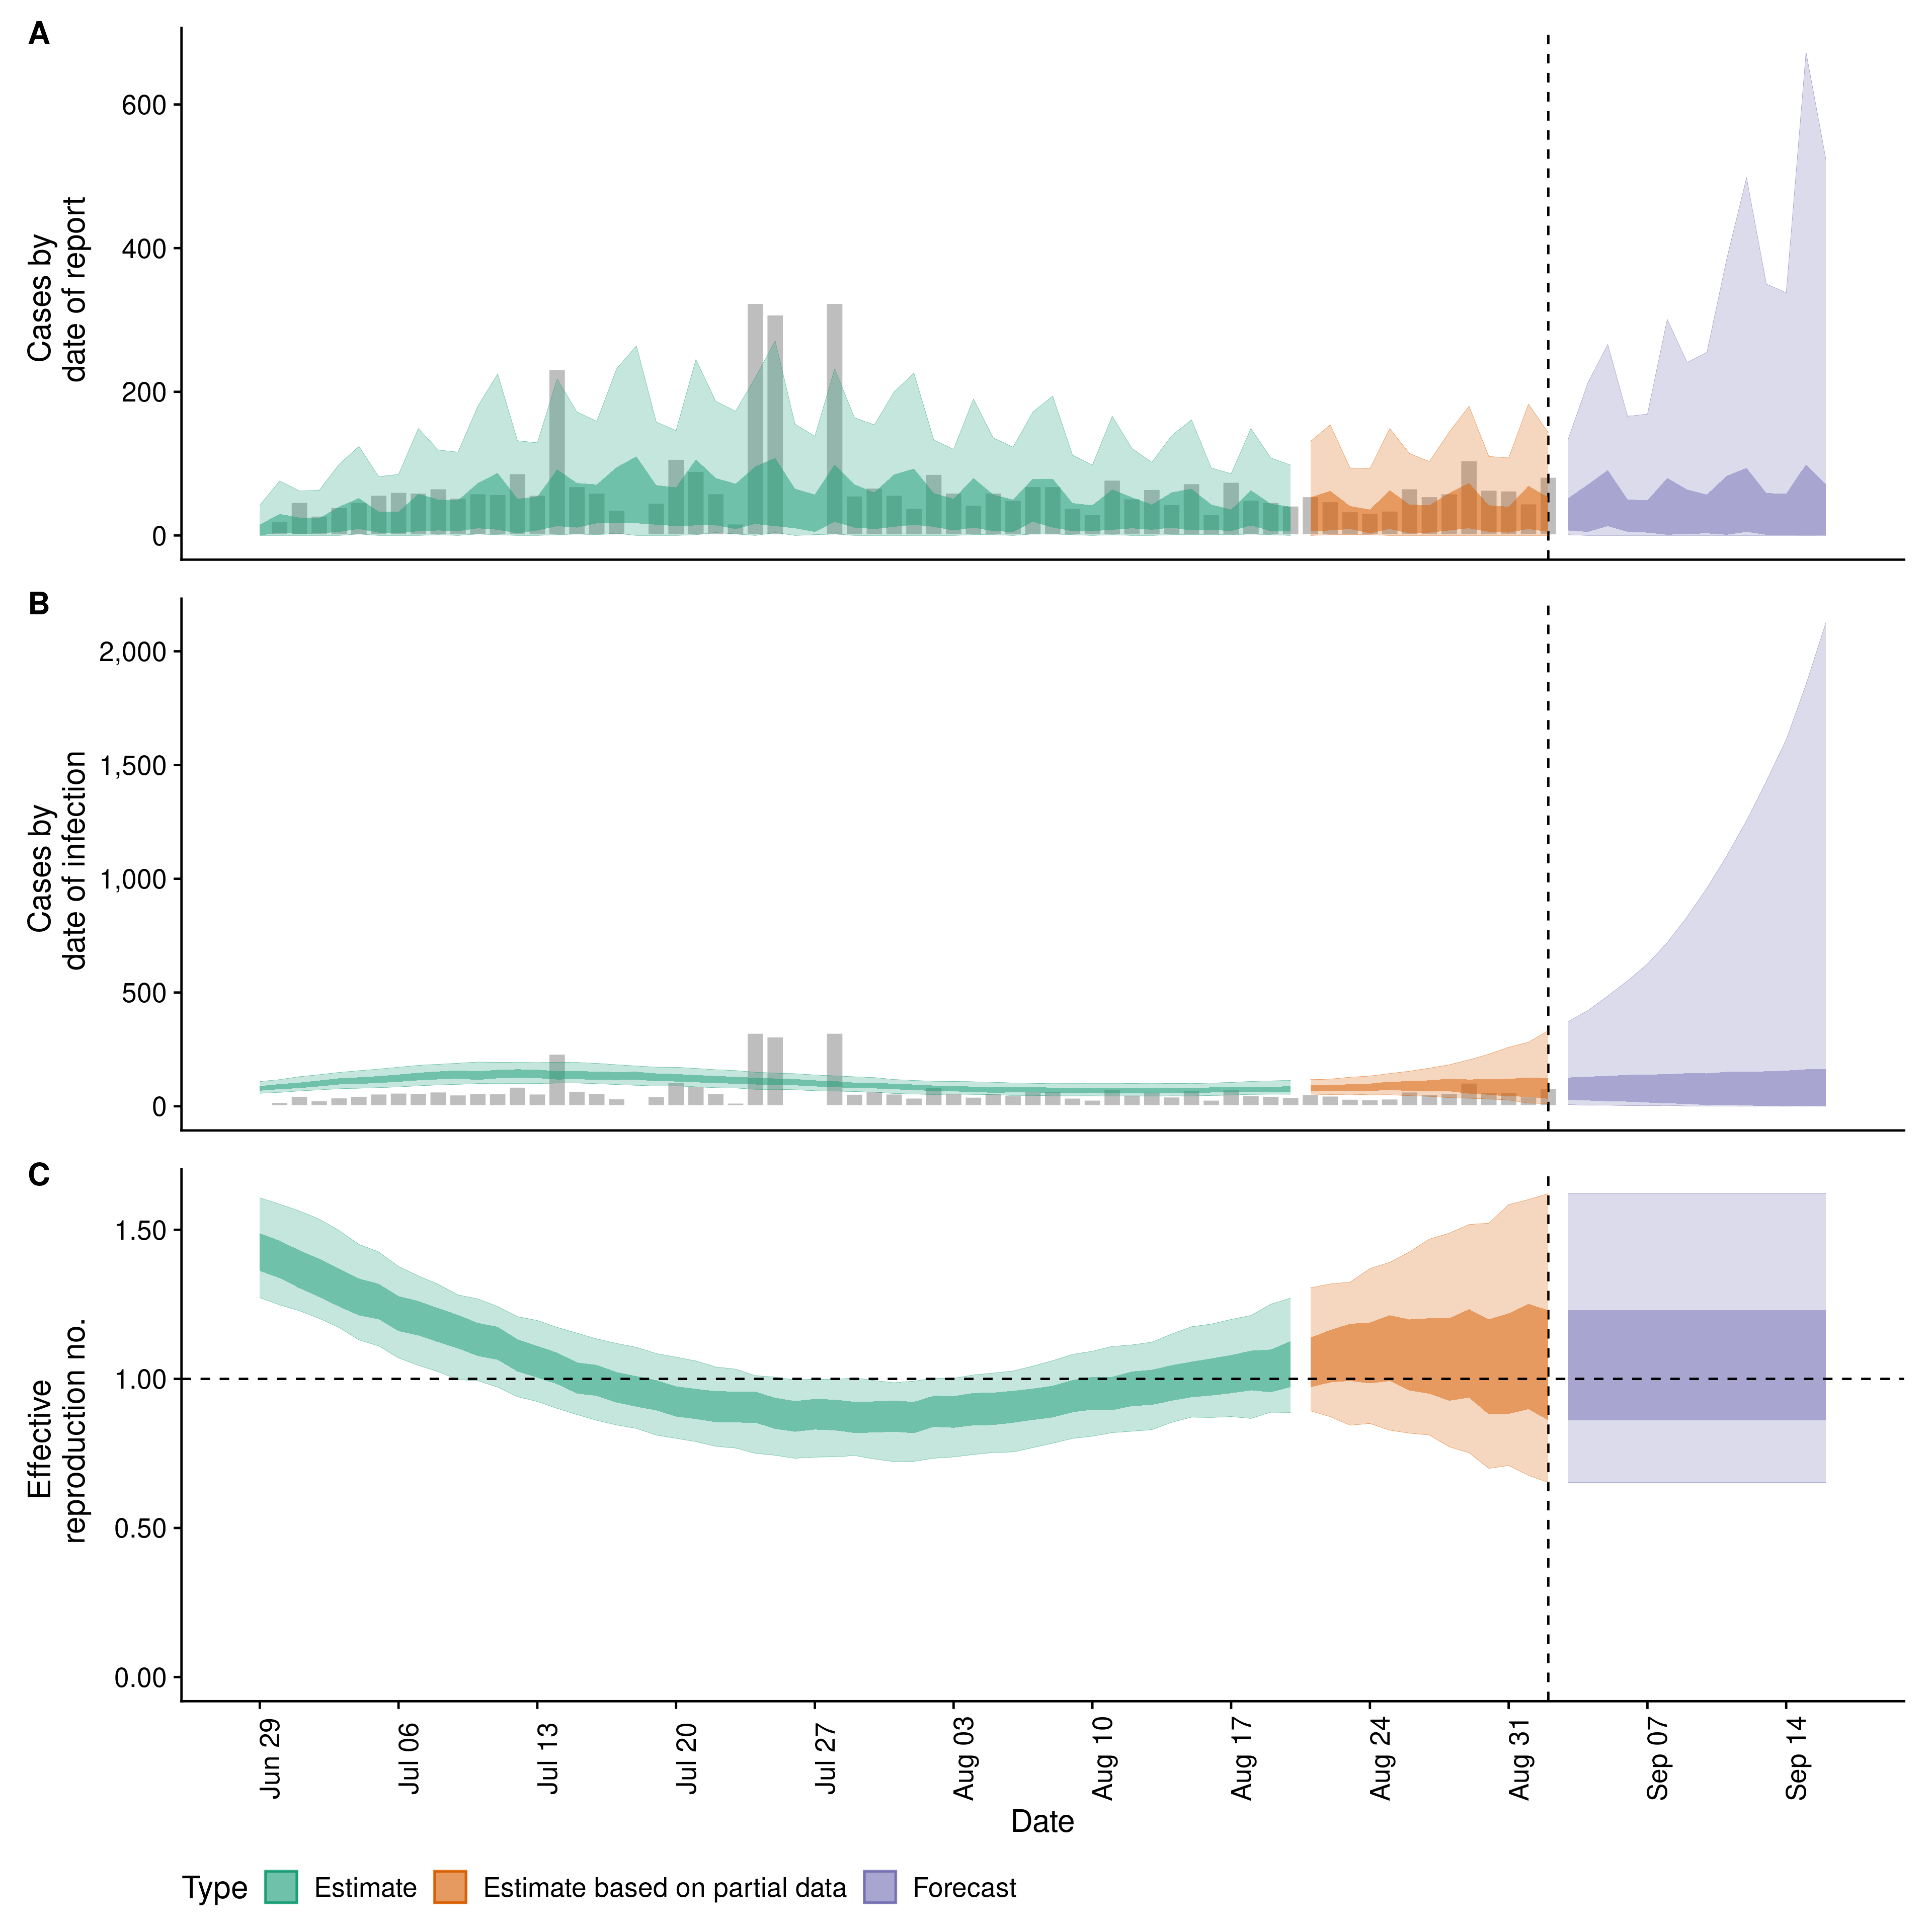 A
Cases by
date of report
600
400
200
0
B
Cases by
date of infection
2,000
1,500
1,000
500
0
C
Effective
reproduction no.
1.50
1.00
0.50
0.00
Jun 29
Jul 06
Jul 13
Jul 20
Jul 27
Aug 03
Aug 10
Aug 17
Aug 24
Aug 31
Sep 07
Sep 14
Date
Type Estimate Estimate based on partial data Forecast